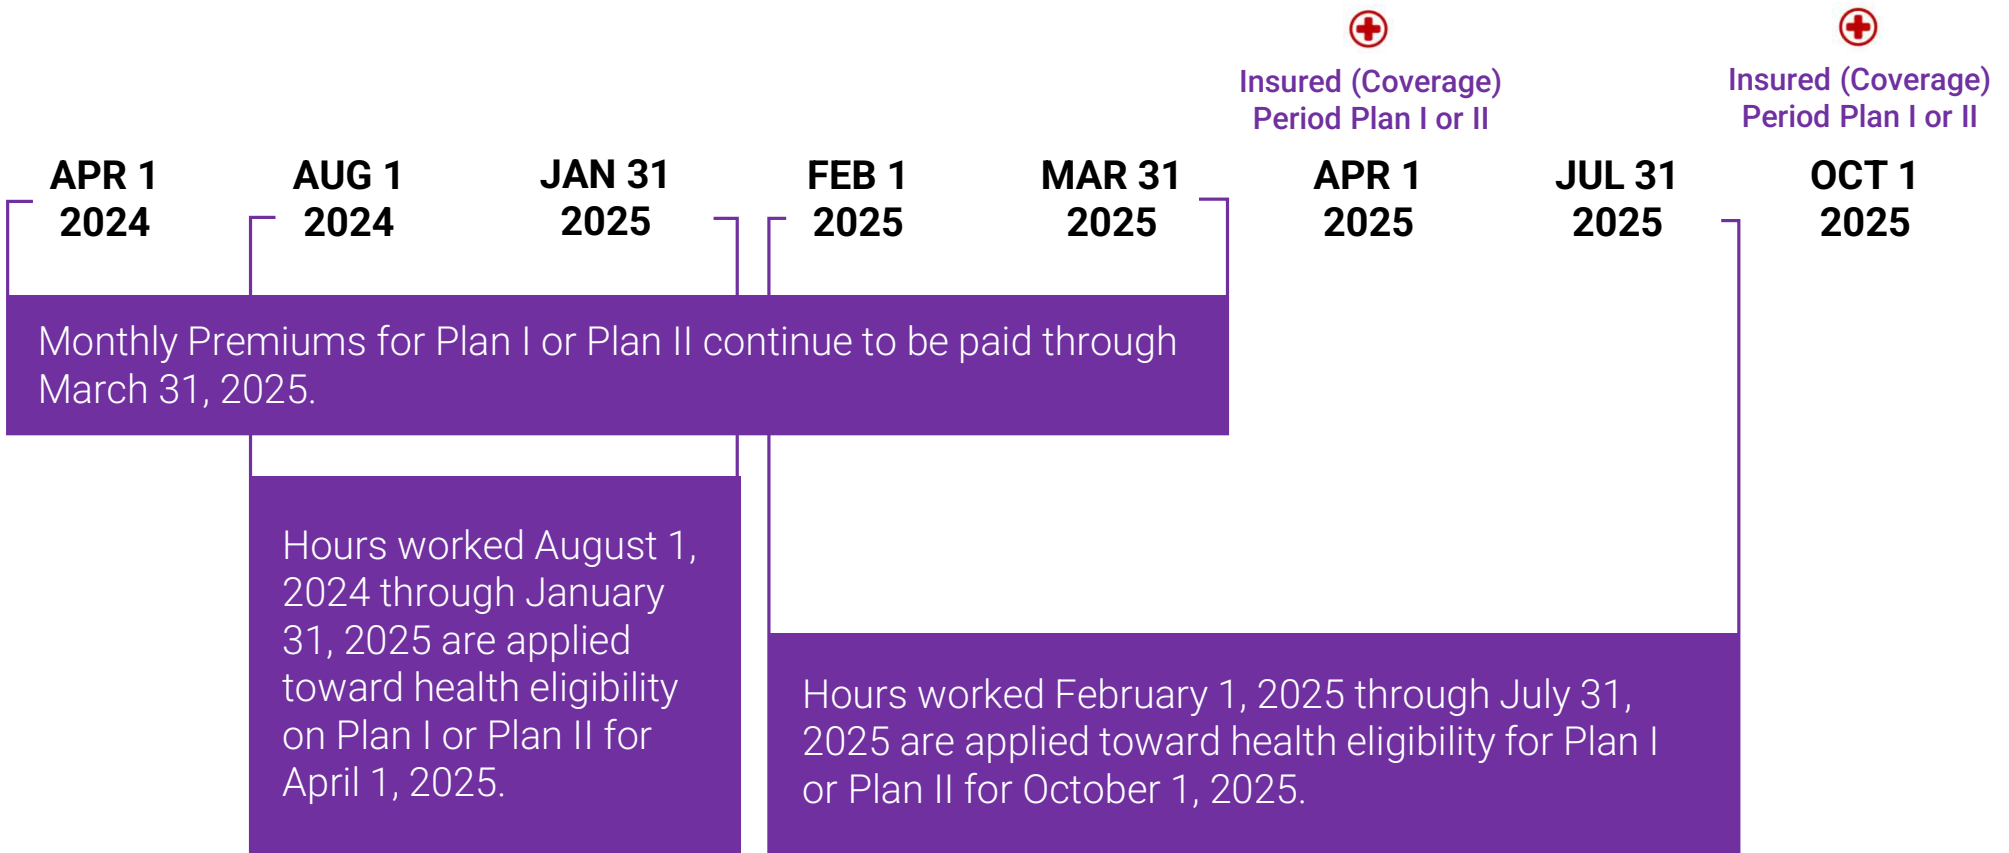 Insured (Coverage)
Period Plan I or II
Insured (Coverage)
Period Plan I or II
APR 1
2024
AUG 1
2024
JAN 31
2025
FEB 1
2025
MAR 31
2025
APR 1
2025
JUL 31
2025
OCT 1
2025
Monthly Premiums for Plan I or Plan II continue to be paid through
March 31, 2025.
Hours worked August 1,
2024 through January
31, 2025 are applied
toward health eligibility
on Plan I or Plan II for
April 1, 2025.
Hours worked February 1, 2025 through July 31,
2025 are applied toward health eligibility for Plan I
or Plan II for October 1, 2025.